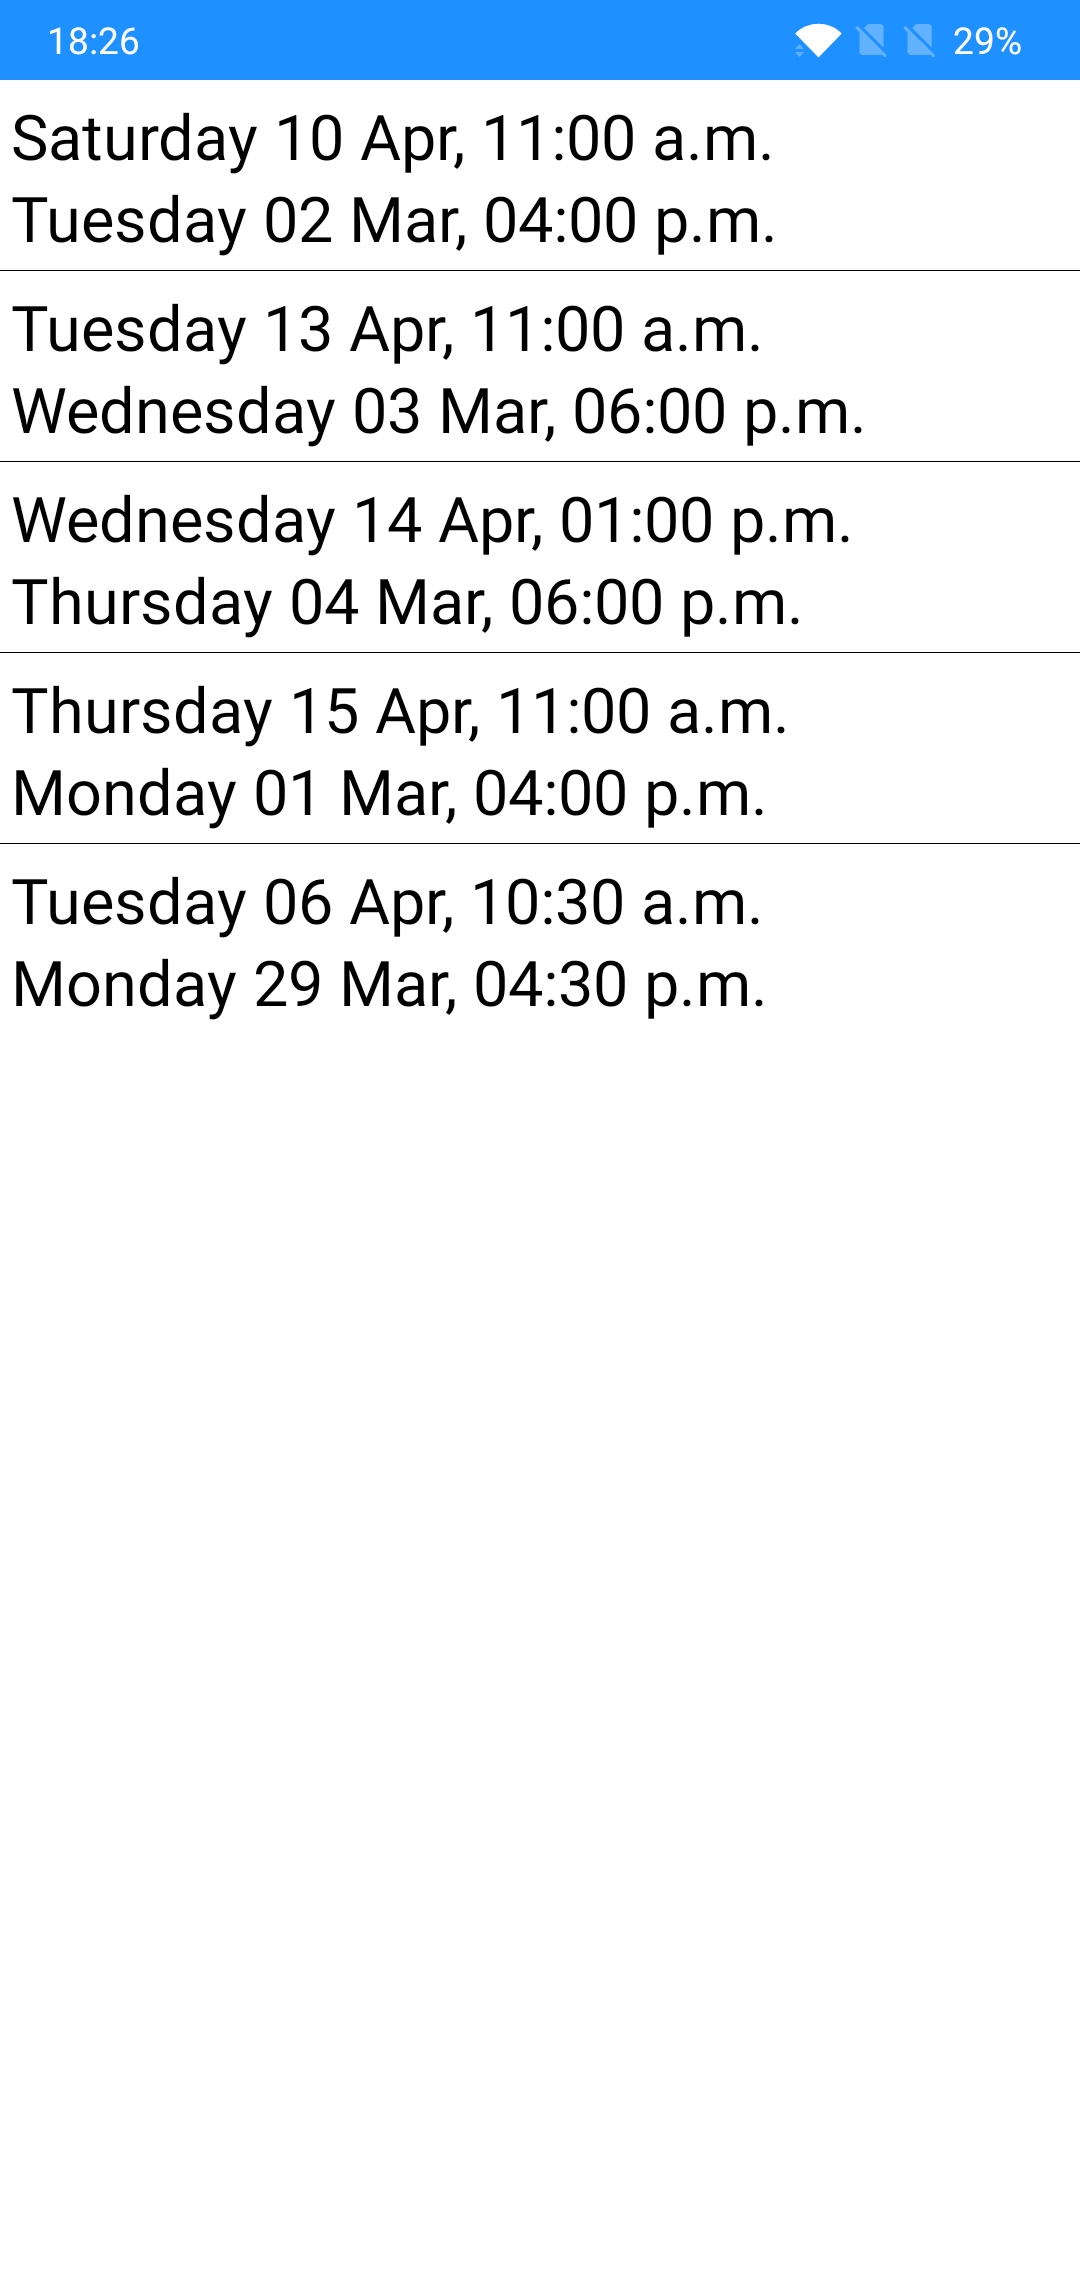 18:26 29%
Saturday 10 Apr, 11:00 a.m.
Tuesday 02 Mar, 04:00 p.m.
Tuesday 13 Apr, 11:00 a.m.
Wednesday 03 Mar, 06:00 p.m.
Wednesday 14 Apr, 01:00 p.m.
Thursday 04 Mar, 06:00 p.m.
Thursday 15 Apr, 11:00 a.m.
Monday 01 Mar, 04:00 p.m.
Tuesday 06 Apr, 10:30 a.m.
Monday 29 Mar, 04:30 p.m.